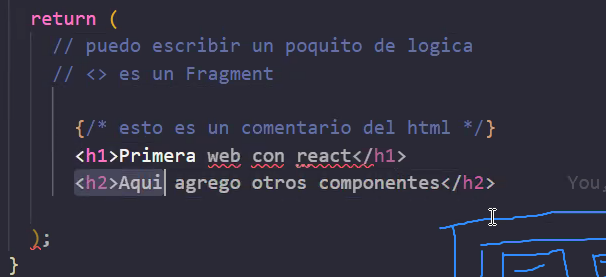 return (
// puedo escribir un poquito de logica
// <> es un Fragment
{/* esto es un comentario del html */}
<h1>Primera web con react</h1>
<h2>Aqui agrego otros componentes</h2> You,
);
}